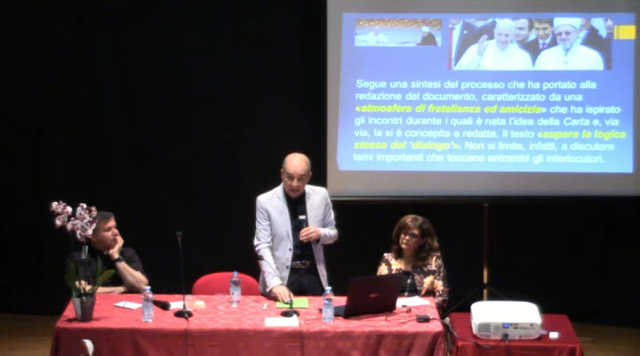 Segue una sintesi del processo che ha portato alla
redazione del documento, caratterizzato da una
«atmosfera di fratellanza ed amicizia» che ha ispirato
gli incontri durante i quali è nata l'idea della Carta e, via
via, la si è concepita e redatta. Il testo «supera la logica
stessa del 'dialogo'». Non si limita, infatti, a discutere
temi importanti che toccano entrambi gli interlocutori.